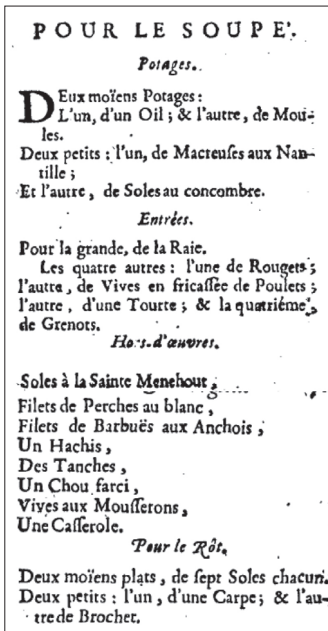 POUR LE SOUPE'.
Potages.
DEux moïens Potages:
L'un, d'un Oil; & l'autre, de Mou-
les.
Deux petits : l'un, de Macreuſes aux Nan-
tille ;
Et l'autre, de Soles au concombre.
Entrées.
Pour la grande, de la Raie.
Les quatre autres : l'une de Rougets ;
l'autre, de Vives en fricaſſée de Poulets ;
l'autre, d'une Tourte ; & la quatriéme,
de Grenots.
Hors-d'œuvres.
Soles à la Sainte Menehout,
Filets de Perches au blanc,
Filets de Barbuës aux Anchois,
Un Hachis,
Des Tanches,
Un Chou farci,
Vives aux Mouſſerons,
Une Caſſerole.
Pour le Rôt.
Deux moïens plats, de ſept Soles chacun.
Deux petits : l'un, d'une Carpe; & l'au-
tre de Brochet.